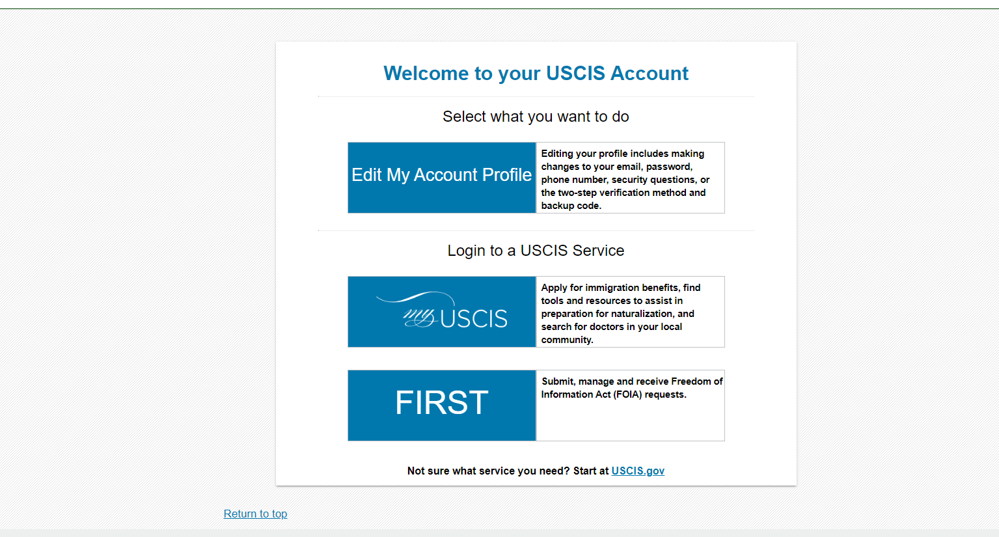 Welcome to your USCIS Account
Select what you want to do
Edit My Account Profile
Editing your profile includes making
changes to your email, password,
phone number, security questions, or
the two-step verification method and
backup code.
Login to a USCIS Service
my USCIS
Apply for immigration benefits, find
tools and resources to assist in
preparation for naturalization, and
search for doctors in your local
community.
FIRST
Submit, manage and receive Freedom of
Information Act (FOIA) requests.
Not sure what service you need? Start at USCIS.gov
Return to top